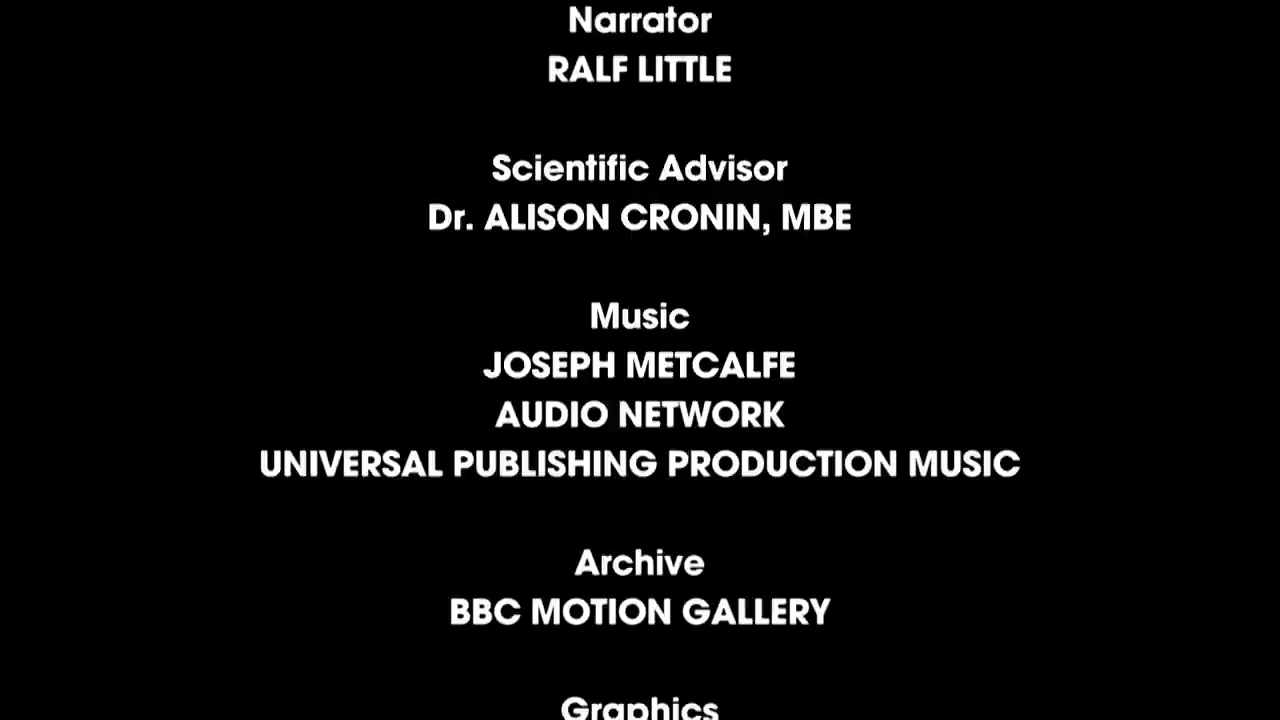 Narrator
RALF LITTLE
Scientific Advisor
Dr. ALISON CRONIN, MBE
Music
JOSEPH METCALFE
AUDIO NETWORK
UNIVERSAL PUBLISHING PRODUCTION MUSIC
Archive
BBC MOTION GALLERY
Graphics